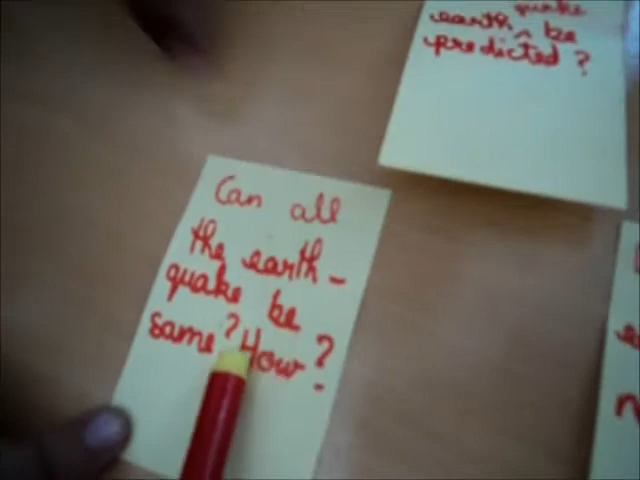 quake
earth ^ be
predicted ?
Can all
the earth -
quake be
same? How?